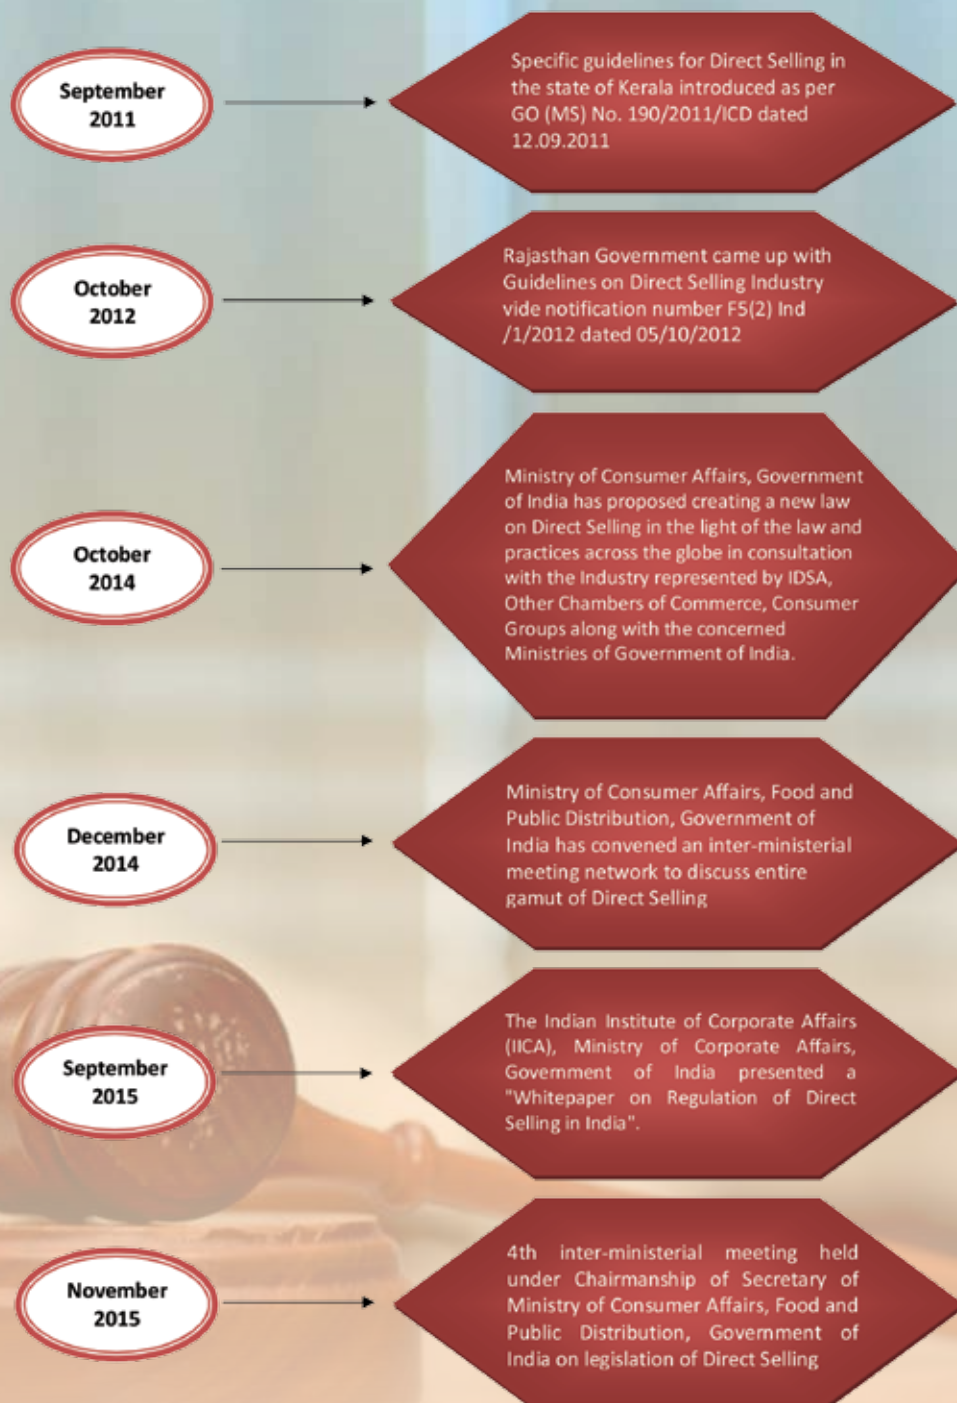 September
2011
Specific guidelines for Direct Selling in
the state of Kerala introduced as per
GO (MS) No. 190/2011/ICD dated
12.09.2011
October
2012
Rajasthan Government came up with
Guidelines on Direct Selling Industry
vide notification number F5(2) Ind
/1/2012 dated 05/10/2012
October
2014
Ministry of Consumer Affairs, Government
of India has proposed creating a new law
on Direct Selling in the light of the law and
practices across the globe in consultation
with the Industry represented by IDSA,
Other Chambers of Commerce, Consumer
Groups along with the concerned
Ministries of Government of India.
December
2014
Ministry of Consumer Affairs, Food and
Public Distribution, Government of
India has convened an inter-ministerial
meeting network to discuss entire
gamut of Direct Selling
September
2015
The Indian Institute of Corporate Affairs
(IICA), Ministry of Corporate Affairs,
Government of India presented a
"Whitepaper on Regulation of Direct
Selling in India".
November
2015
4th inter-ministerial meeting held
under Chairmanship of Secretary of
Ministry of Consumer Affairs, Food and
Public Distribution, Government of
India on legislation of Direct Selling